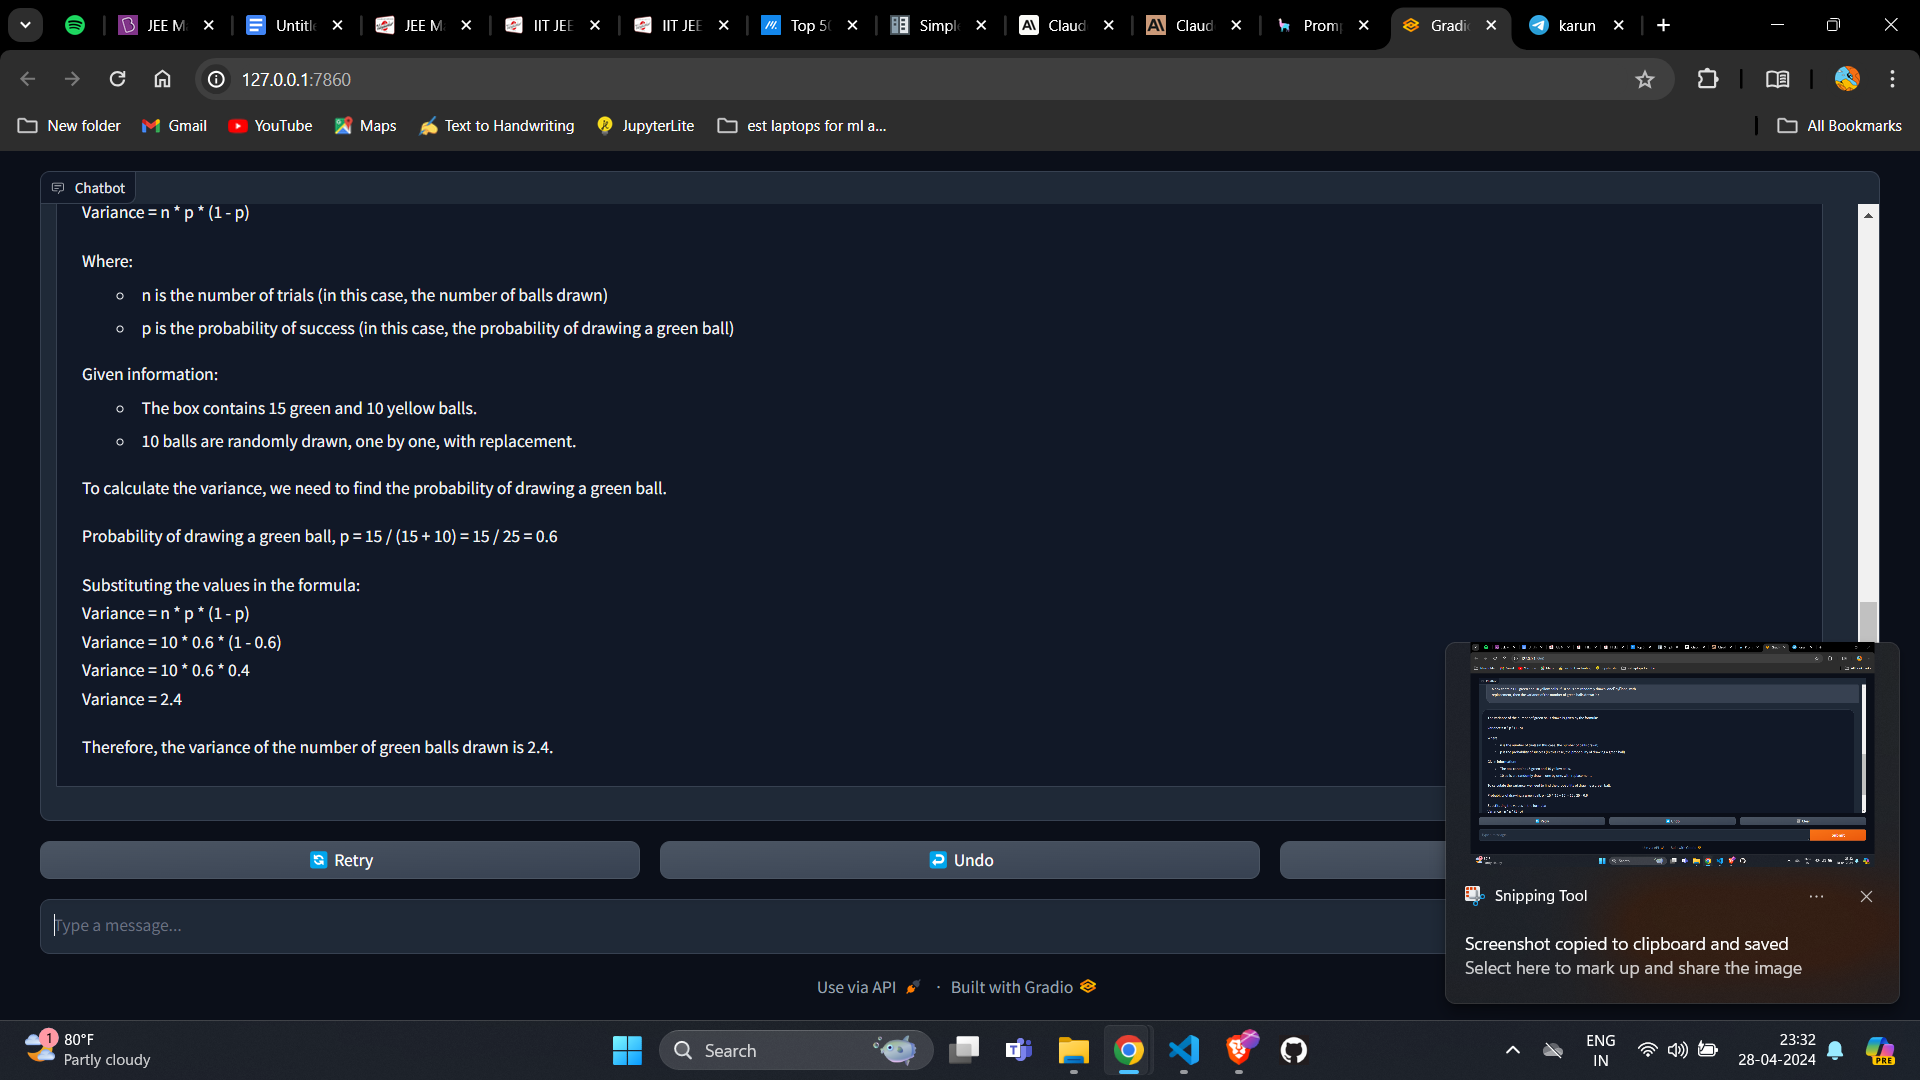 JEE M
Untitl
JEE M
IIT JEE
IIT JEE
Top 50
Simple
Claud
Claud
Promp
Gradio
karun
127.0.0.1:7860
New folder
Gmail
YouTube
Maps
Text to Handwriting
JupyterLite
est laptops for ml a...
All Bookmarks
Chatbot
Variance = n * p * (1 - p)
Where:
n is the number of trials (in this case, the number of balls drawn)
p is the probability of success (in this case, the probability of drawing a green ball)
Given information:
The box contains 15 green and 10 yellow balls.
10 balls are randomly drawn, one by one, with replacement.
To calculate the variance, we need to find the probability of drawing a green ball.
Probability of drawing a green ball, p = 15 / (15 + 10) = 15 / 25 = 0.6
Substituting the values in the formula:
Variance = n * p * (1 - p)
Variance = 10 * 0.6 * (1 - 0.6)
Variance = 10 * 0.6 * 0.4
Variance = 2.4
Therefore, the variance of the number of green balls drawn is 2.4.
Retry
Undo
Type a message...
Use via API · Built with Gradio
Snipping Tool
Screenshot copied to clipboard and saved
Select here to mark up and share the image
1
80°F
Partly cloudy
Search
ENG
IN
23:32
28-04-2024
PRE